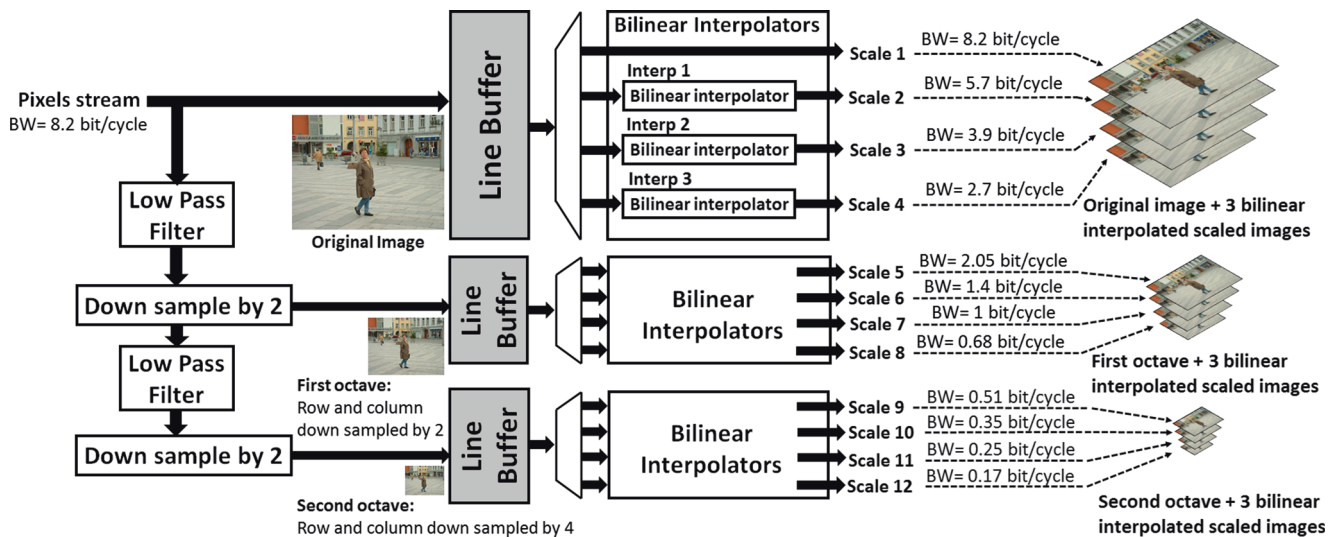 Pixels stream
BW= 8.2 bit/cycle
Low Pass
Filter
Down sample by 2
Low Pass
Filter
Down sample by 2
Original Image
First octave:
Row and column
down sampled by 2
Second octave:
Row and column down sampled by 4
Line Buffer
Line
Buffer
Line
Buffer
Bilinear Interpolators
Interp 1
Bilinear interpolator
Interp 2
Bilinear interpolator
Interp 3
Bilinear interpolator
Bilinear
Interpolators
Bilinear
Interpolators
Scale 1
Scale 2
Scale 3
Scale 4
Scale 5
Scale 6
Scale 7
Scale 8
Scale 9
Scale 10
Scale 11
Scale 12
BW= 8.2 bit/cycle
BW= 5.7 bit/cycle
BW= 3.9 bit/cycle
BW= 2.7 bit/cycle
Original image + 3 bilinear
interpolated scaled images
BW= 2.05 bit/cycle
BW= 1.4 bit/cycle
BW= 1 bit/cycle
BW= 0.68 bit/cycle
First octave + 3 bilinear
interpolated scaled images
BW= 0.51 bit/cycle
BW= 0.35 bit/cycle
BW= 0.25 bit/cycle
BW= 0.17 bit/cycle
Second octave + 3 bilinear
interpolated scaled images